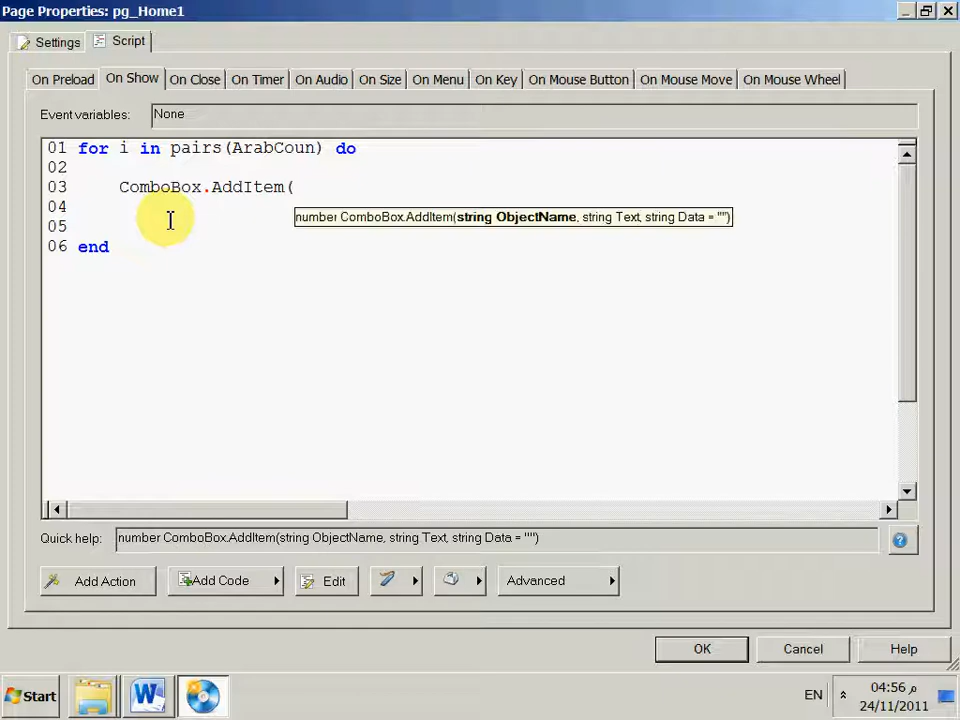 Page Properties: pg_Home1
Settings
Script
On Preload
On Show
On Close
On Timer
On Audio
On Size
On Menu
On Key
On Mouse Button
On Mouse Move
On Mouse Wheel
Event variables:
None
01 for i in pairs(ArabCoun) do
02
03 ComboBox.AddItem(
04
number ComboBox.AddItem(string ObjectName, string Text, string Data = "")
05
06 end
Quick help:
number ComboBox.AddItem(string ObjectName, string Text, string Data = "")
Add Action
Add Code
Edit
Advanced
OK
Cancel
Help
Start
EN
04:56 م
24/11/2011